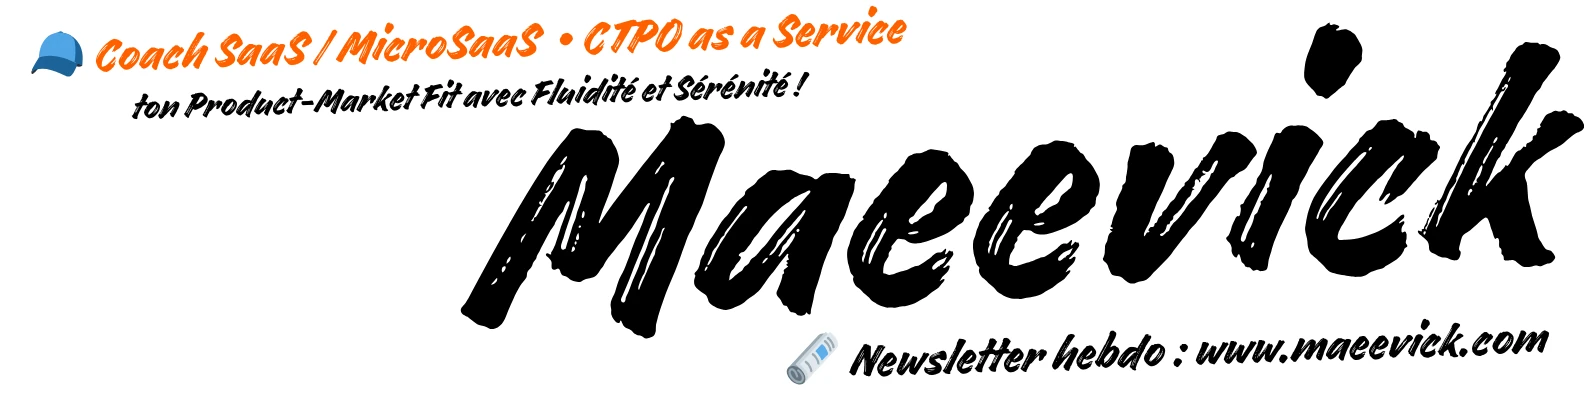 Coach SaaS / MicroSaaS • CTPO as a Service
ton Product-Market Fit avec Fluidité et Sérénité !
Maeevick
Newsletter hebdo : www.maeevick.com